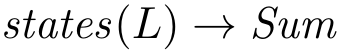 states(L) → Sum